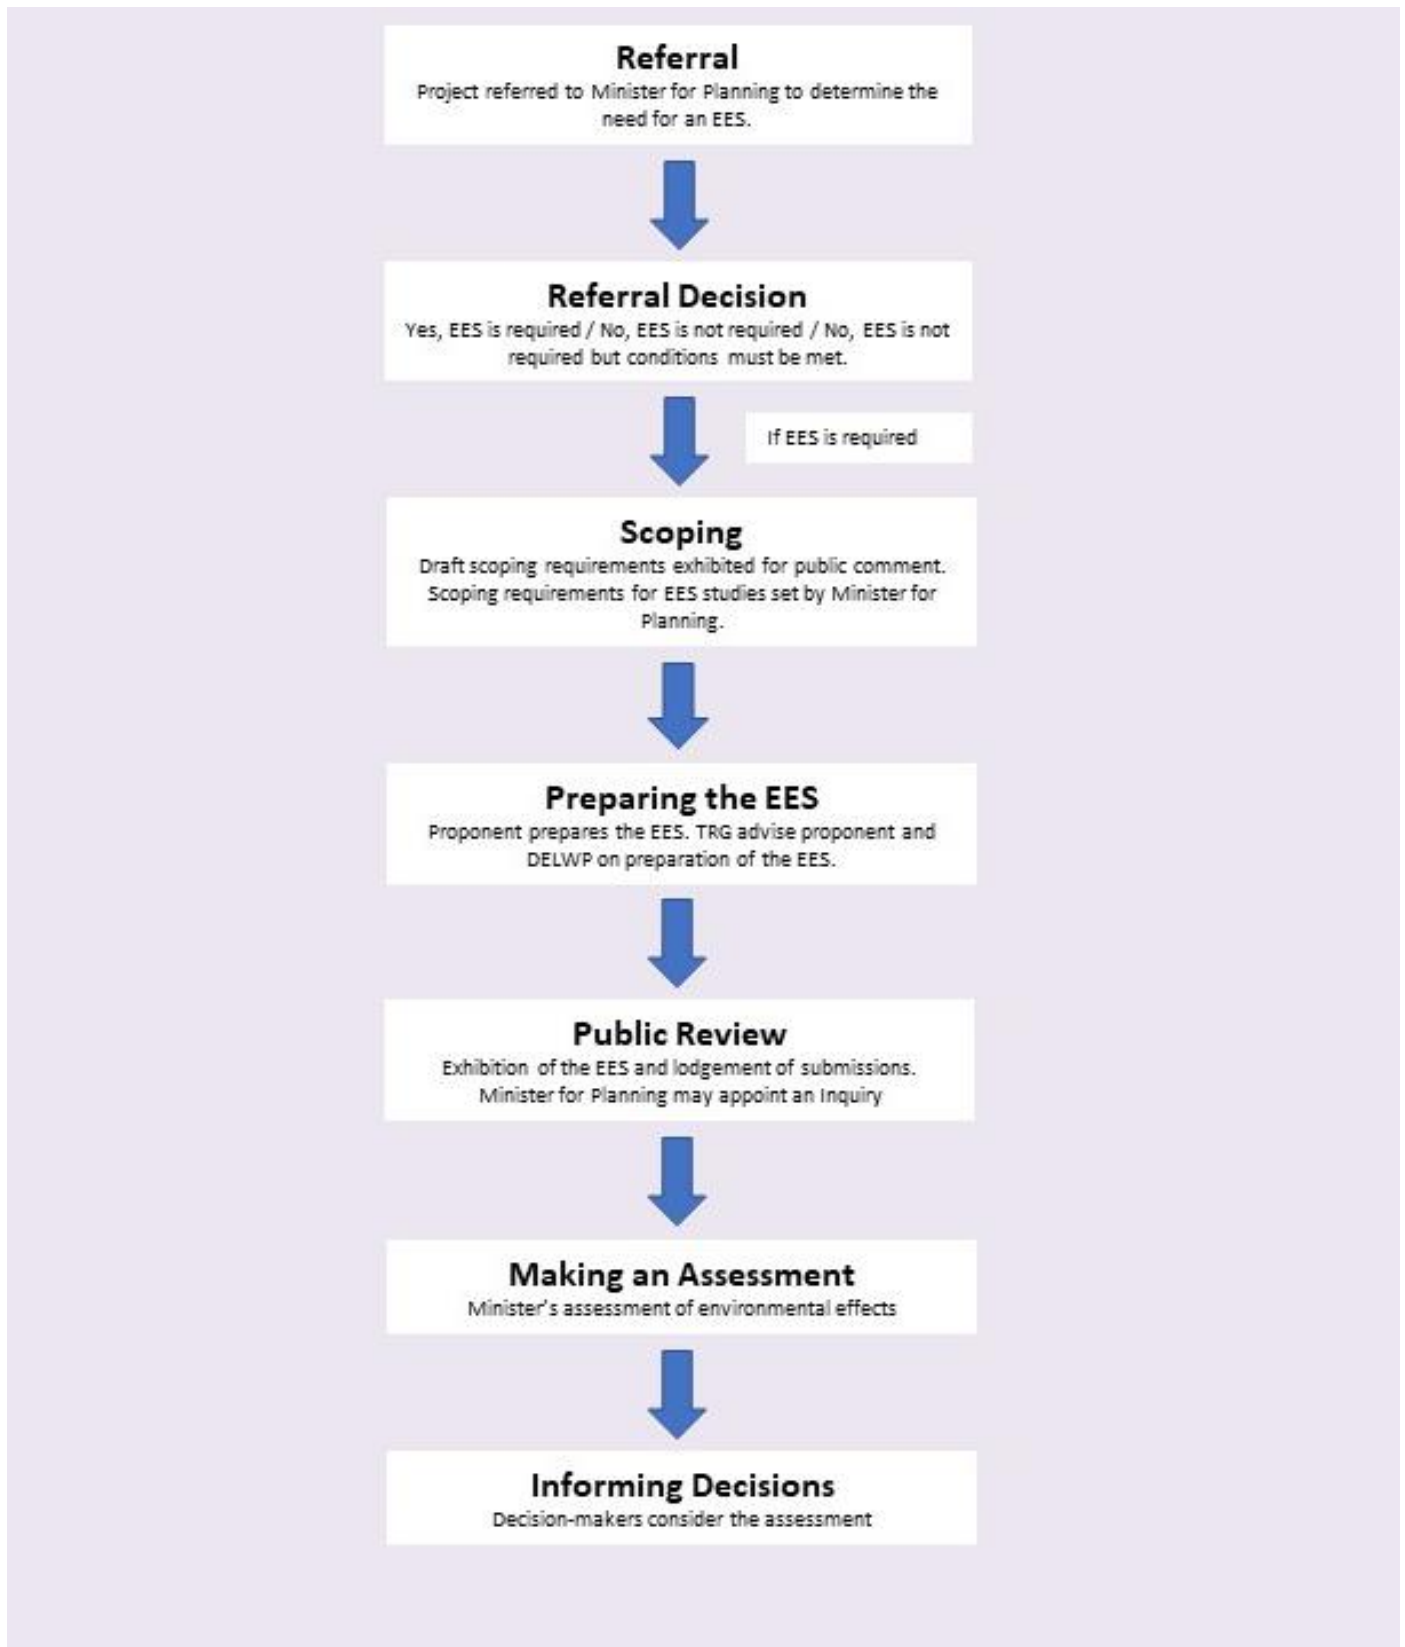 Referral
Project referred to Minister for Planning to determine the
need for an EES.
Referral Decision
Yes, EES is required / No, EES is not required / No, EES is not
required but conditions must be met.
If EES is required
Scoping
Draft scoping requirements exhibited for public comment.
Scoping requirements for EES studies set by Minister for
Planning.
Preparing the EES
Proponent prepares the EES. TRG advise proponent and
DELWP on preparation of the EES.
Public Review
Exhibition of the EES and lodgement of submissions.
Minister for Planning may appoint an Inquiry
Making an Assessment
Minister's assessment of environmental effects
Informing Decisions
Decision-makers consider the assessment